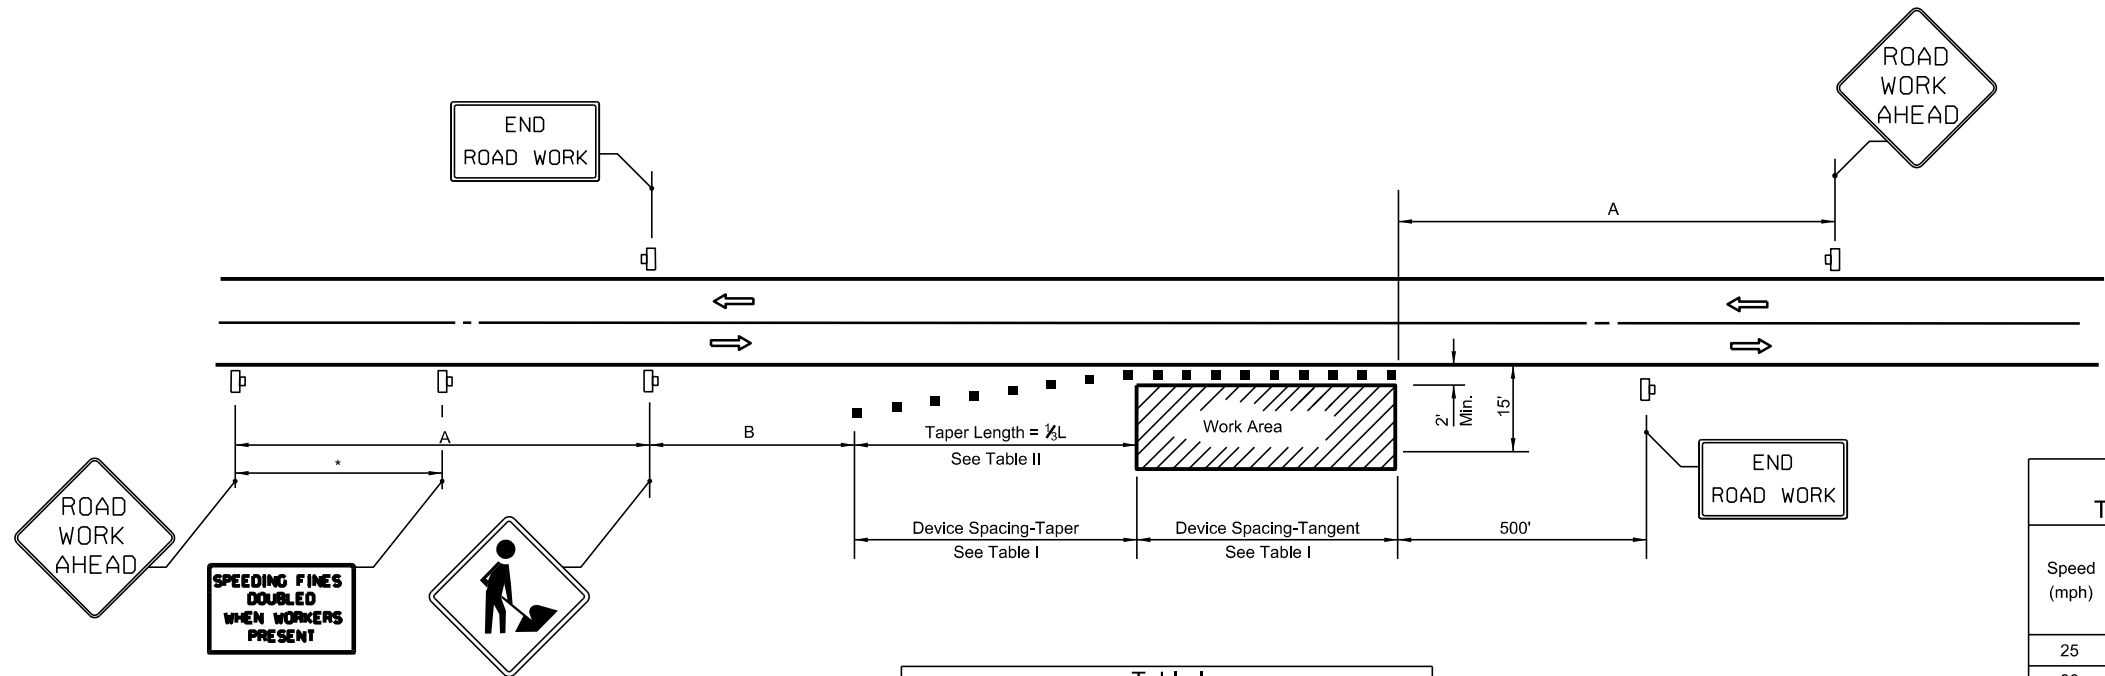 ROAD
WORK
AHEAD
END
ROAD WORK
A
A
B
*
Taper Length = ⅓L
See Table II
Work Area
2'
Min.
15'
ROAD
WORK
AHEAD
SPEEDING FINES
DOUBLED
WHEN WORKERS
PRESENT
Device Spacing-Taper
See Table I
Device Spacing-Tangent
See Table I
500'
END
ROAD WORK
Speed
(mph)
25